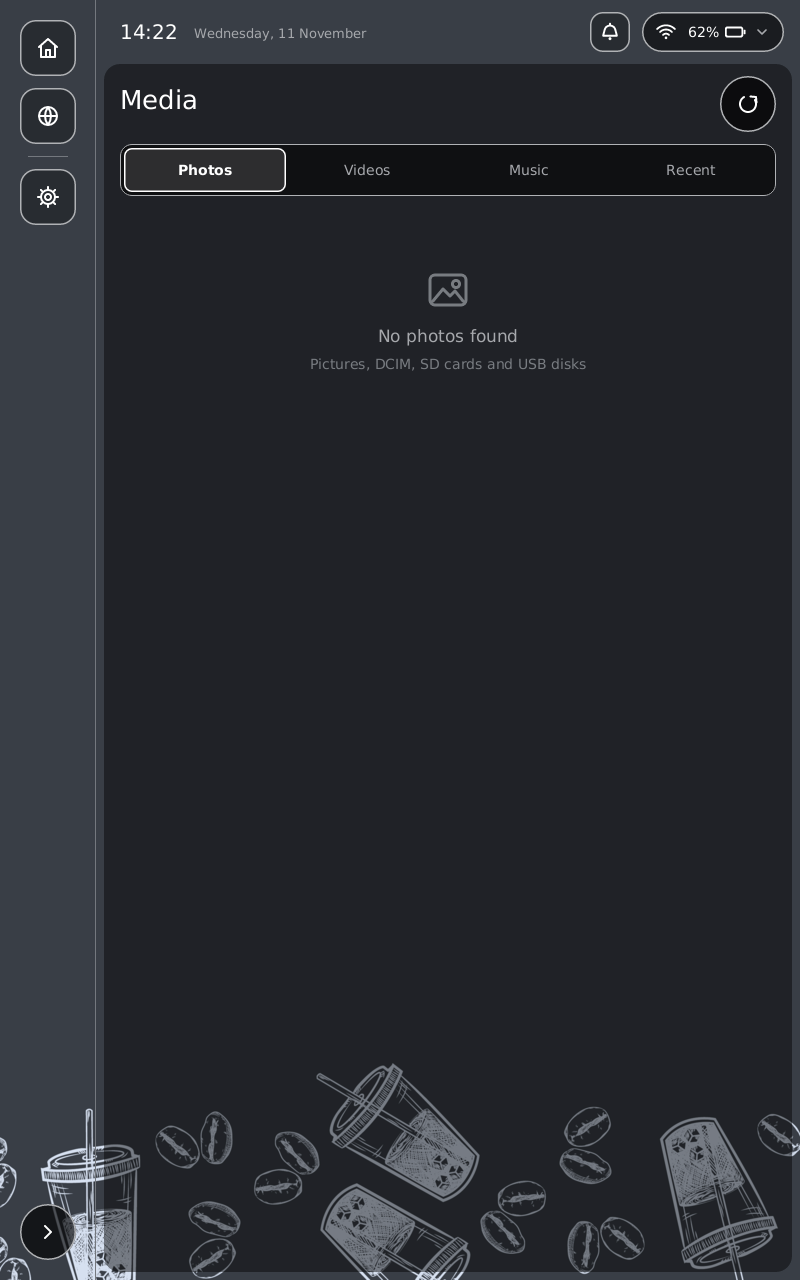 14:22 Wednesday, 11 November 62%
Media
Photos Videos Music Recent
No photos found
Pictures, DCIM, SD cards and USB disks